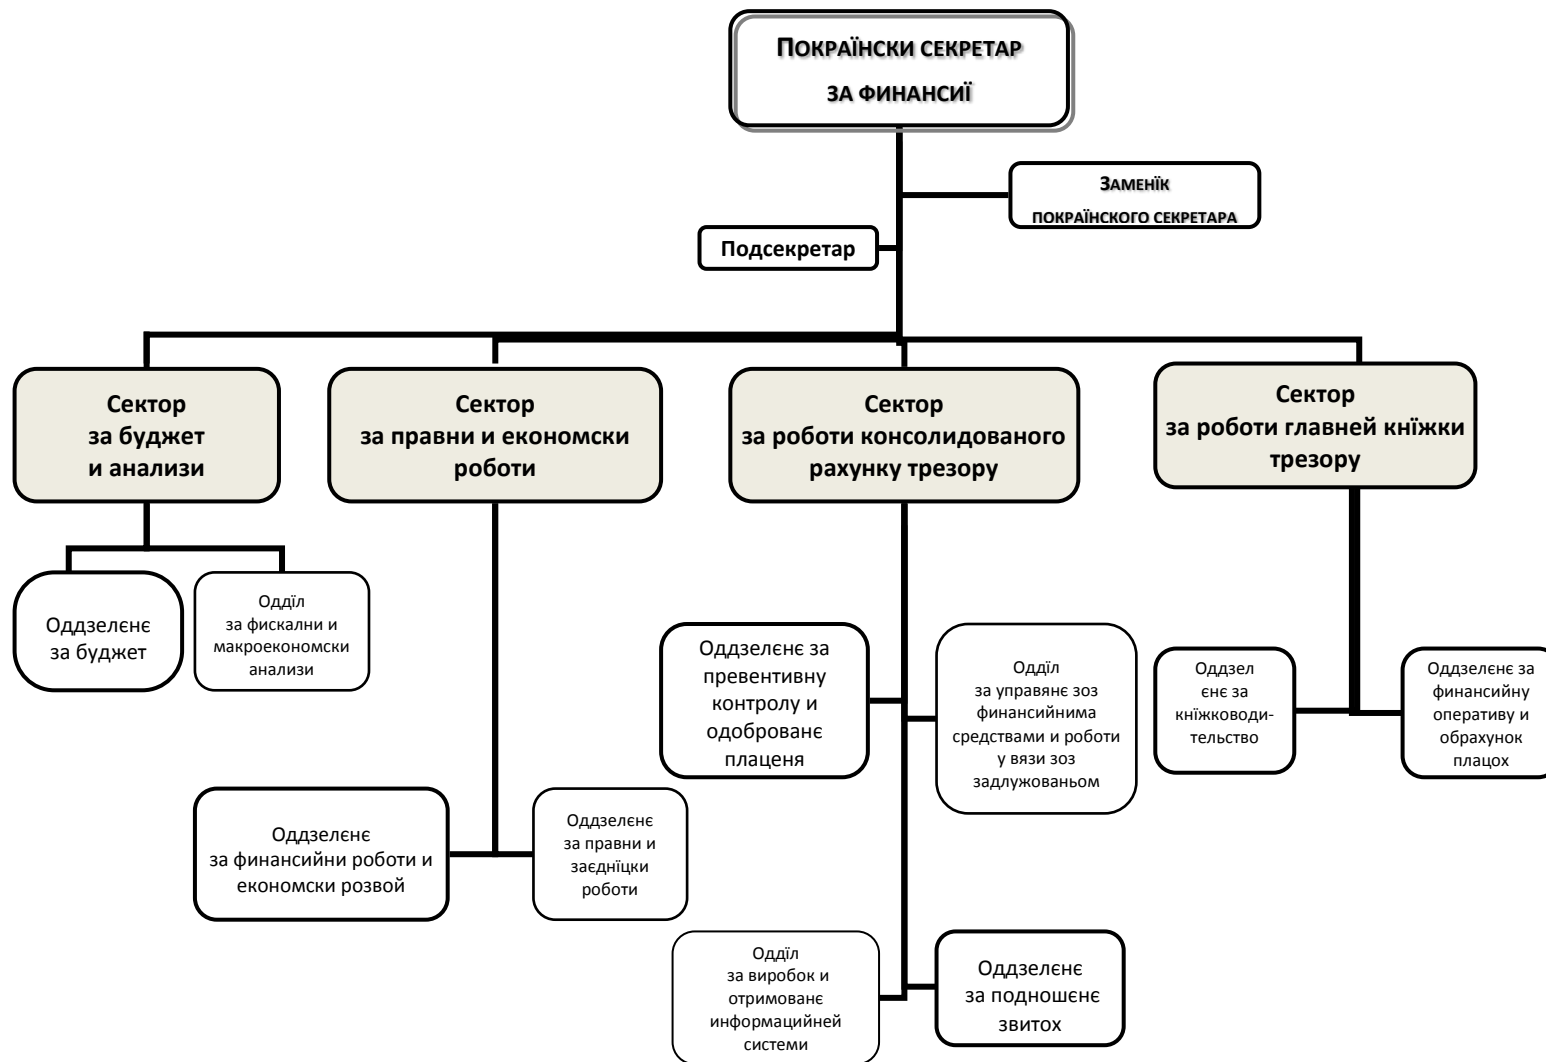 ПОКРАЇНСКИ СЕКРЕТАР
ЗА ФИНАНСИЇ
ЗАМЕНЇК
ПОКРАЇНСКОГО СЕКРЕТАРА
Подсекретар
Сектор
за буджет
и анализи
Сектор
за правни и економски
роботи
Сектор
за роботи консолидованого
рахунку трезору
Сектор
за роботи главней кнїжки
трезору
Оддзелєнє
за буджет
Оддїл
за фискални и
макроекономски
анализи
Оддзелєнє за
превентивну
контролу и
одоброванє
плаценя
Оддїл
за управянє зоз
финансийнима
средствами и роботи
у вязи зоз
задлужованьом
Оддзел
єнє за
кнїжководи-
тельство
Оддзелєнє за
финансийну
оперативу и
обрахунок
плацох
Оддзелєнє
за финансийни роботи и
економски розвой
Оддзелєнє
за правни и
заєднїцки
роботи
Оддїл
за виробок и
отримованє
информацийней
системи
Оддзелєнє
за подношенє
звитох